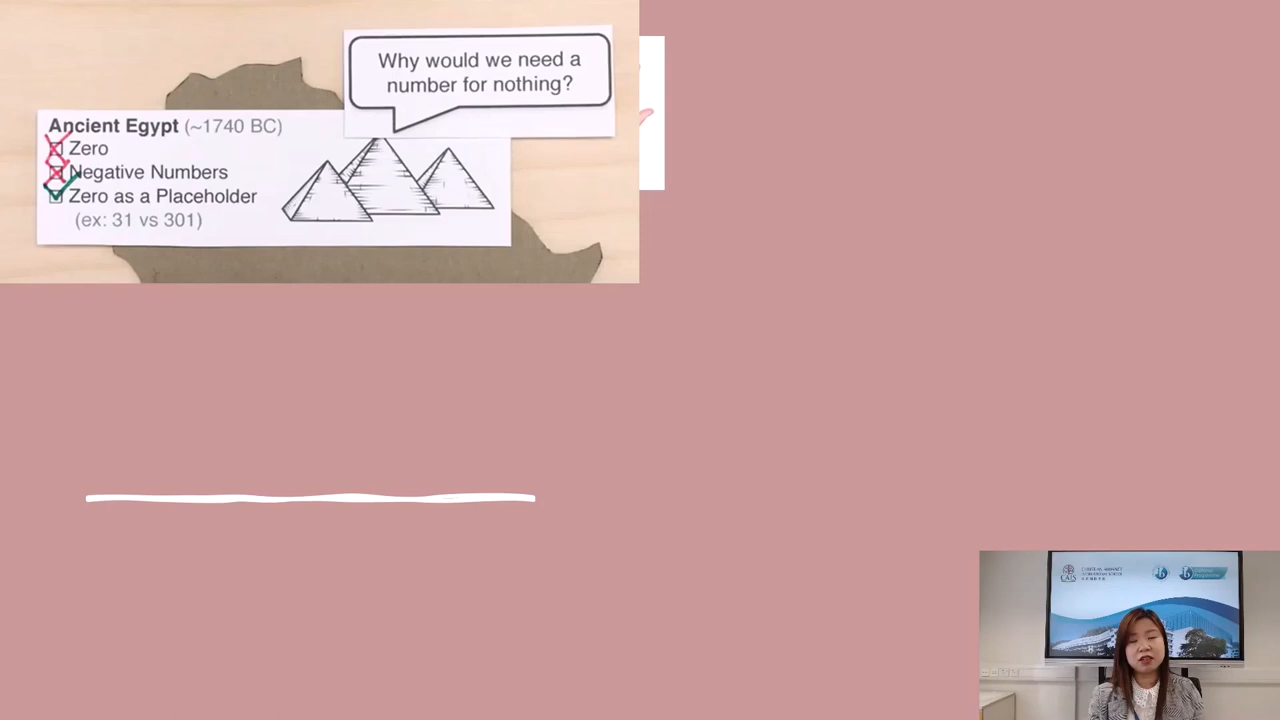 Why would we need a
number for nothing?
Ancient Egypt (~1740 BC)
Zero
Negative Numbers
Zero as a Placeholder
(ex: 31 vs 301)
CAIS